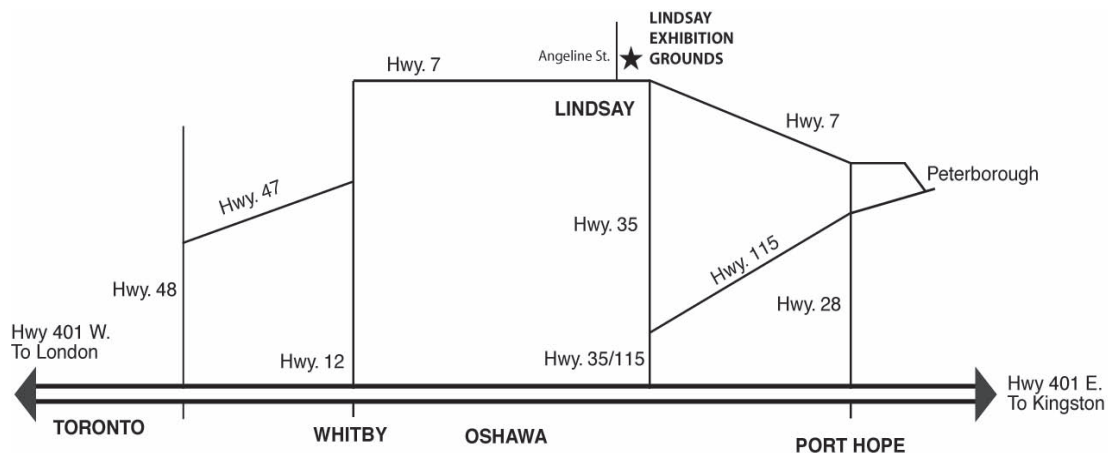 LINDSAY
EXHIBITION
GROUNDS
Angeline St.
Hwy. 7
LINDSAY
Hwy. 7
Peterborough
Hwy. 47
Hwy. 35
Hwy. 115
Hwy. 48
Hwy. 28
Hwy 401 W.
To London
Hwy. 12
Hwy. 35/115
Hwy 401 E.
To Kingston
TORONTO
WHITBY
OSHAWA
PORT HOPE